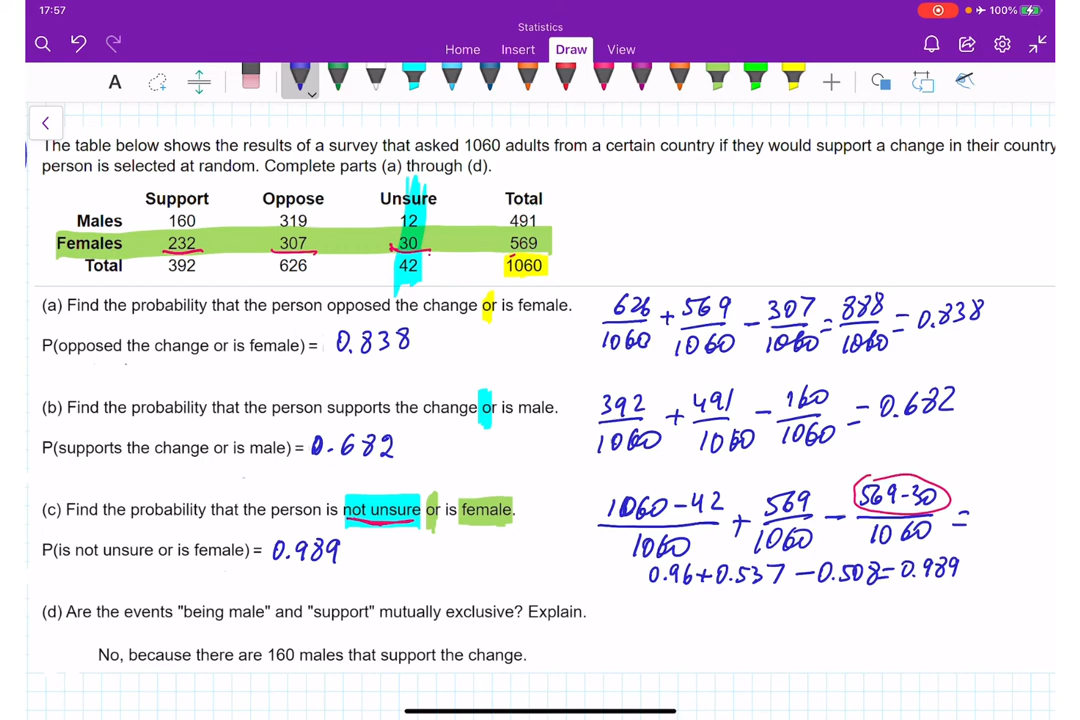 17:57
Statistics
100%
Home Insert Draw View
A
The table below shows the results of a survey that asked 1060 adults from a certain country if they would support a change in their country
person is selected at random. Complete parts (a) through (d).
Support Oppose Unsure Total
Males 160 319 12 491
Females 232 307 30 569
Total 392 626 42 1060
(a) Find the probability that the person opposed the change or is female.
P(opposed the change or is female) = 0.838
626/1060 + 569/1060 - 307/1060 = 888/1060 = 0.838
(b) Find the probability that the person supports the change or is male.
P(supports the change or is male) = 0.682
392/1060 + 491/1060 - 160/1060 = 0.682
(c) Find the probability that the person is not unsure or is female.
P(is not unsure or is female) = 0.989
1060-42/1060 + 569/1060 - 569-30/1060 =
0.96+0.537 -0.508=0.989
(d) Are the events "being male" and "support" mutually exclusive? Explain.
No, because there are 160 males that support the change.